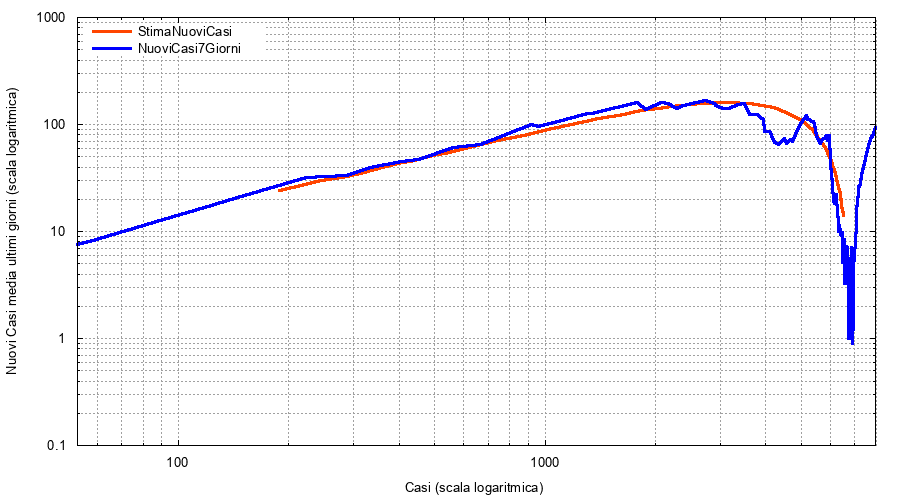 1000
StimaNuoviCasi
NuoviCasi7Giorni
100
10
1
0.1
100
1000
Nuovi Casi media ultimi giorni (scala logaritmica)
Casi (scala logaritmica)